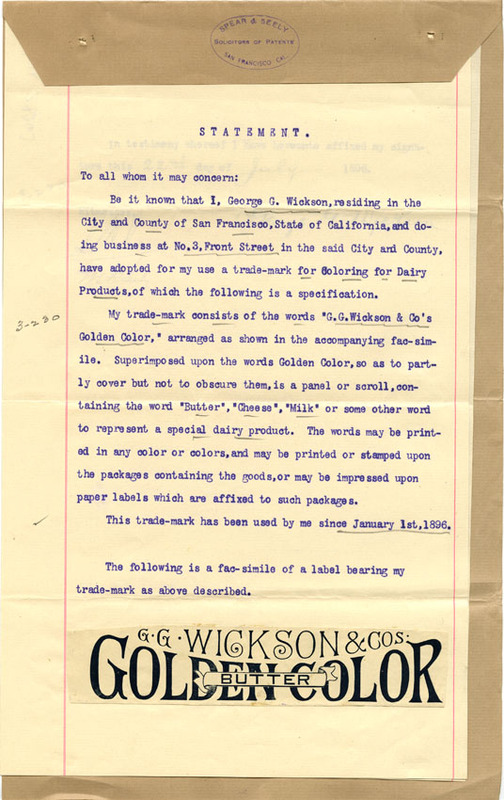 SPEAR & SEELY
SOLICITORS OF PATENTS
SAN FRANCISCO CAL.
STATEMENT.
To all whom it may concern:
Be it known that I, George G. Wickson,residing in the
City and County of San Francisco,State of California,and do-
ing business at No.3,Front Street in the said City and County,
have adopted for my use a trade-mark for Coloring for Dairy
Products,of which the following is a specification.
My trade-mark consists of the words "G.G.Wickson & Co's
Golden Color," arranged as shown in the accompanying fac-sim-
ile. Superimposed upon the words Golden Color,so as to part-
ly cover but not to obscure them,is a panel or scroll,con-
taining the word "Butter","Cheese","Milk" or some other word
to represent a special dairy product. The words may be print-
ed in any color or colors,and may be printed or stamped upon
the packages containing the goods,or may be impressed upon
paper labels which are affixed to such packages.
This trade-mark has been used by me since January 1st,1896.
3-230
The following is a fac-simile of a label bearing my
trade-mark as above described.
G.G.WICKSON & COS:
GOLDEN COLOR
BUTTER